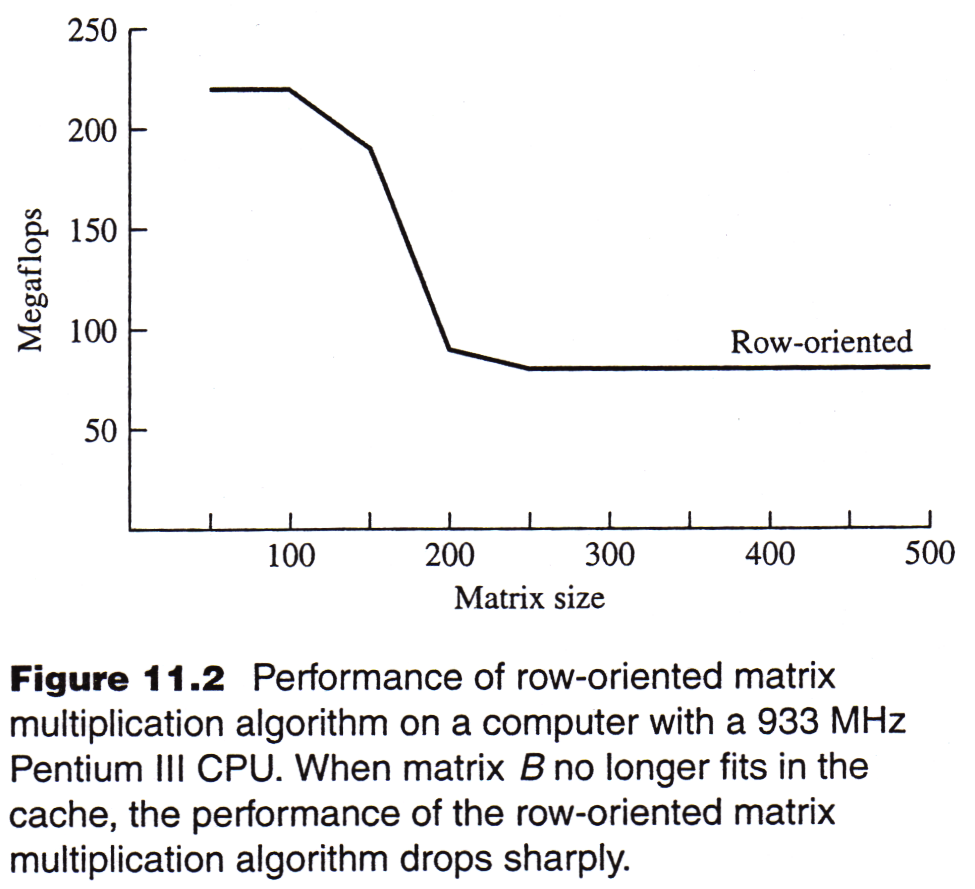 250
200
150
100
50
Megaflops
Row-oriented
100
200
300
400
500
Matrix size
Figure 11.2 Performance of row-oriented matrix
multiplication algorithm on a computer with a 933 MHz
Pentium III CPU. When matrix B no longer fits in the
cache, the performance of the row-oriented matrix
multiplication algorithm drops sharply.